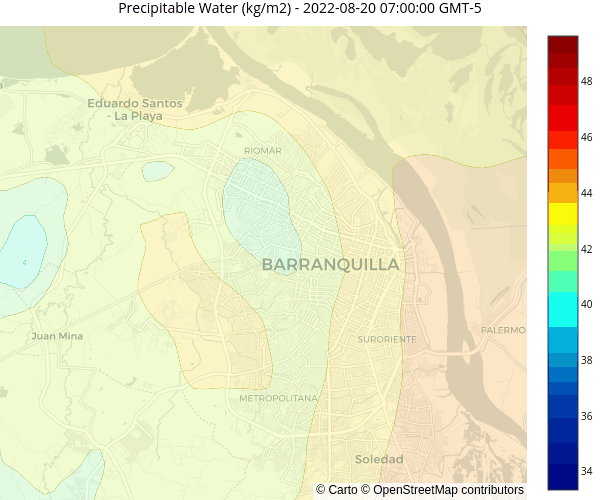 Precipitable Water (kg/m2) - 2022-08-20 07:00:00 GMT-5
Eduardo Santos
- La Playa
RIOMAR
BARRANQUILLA
Juan Mina
SURORIENTE
PALERMO
METROPOLITANA
Soledad
© Carto © OpenStreetMap contributors
48
46
44
42
40
38
36
34